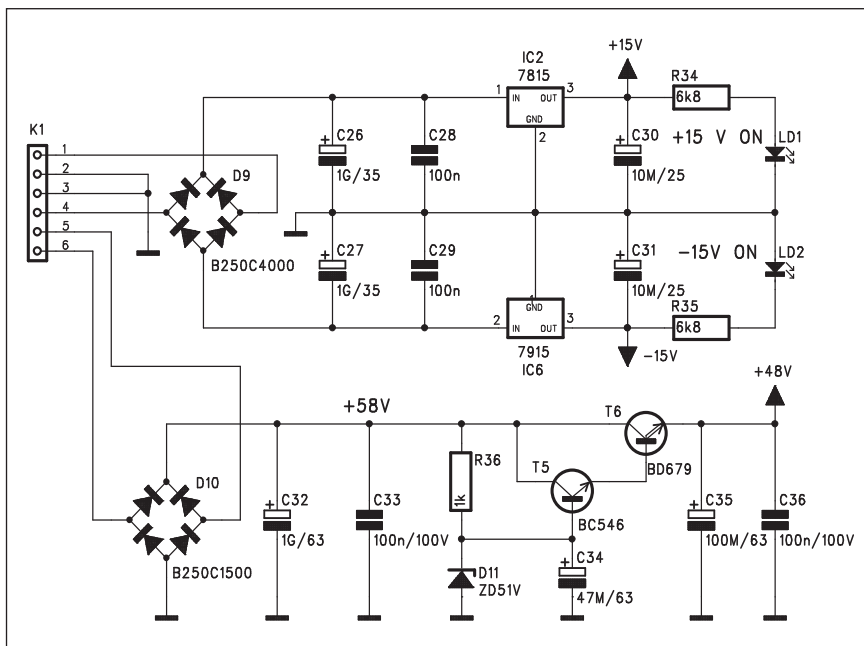 K1
1
2
3
4
5
6
D9
B250C4000
C26
1G/35
C28
100n
C27
1G/35
C29
100n
IC2
7815
1
IN
OUT
3
GND
2
1
GND
2
IN
OUT
3
7915
IC6
+15V
C30
10M/25
R34
6k8
+15 V ON
LD1
C31
10M/25
-15V ON
LD2
R35
6k8
-15V
+58V
D10
B250C1500
C32
1G/63
C33
100n/100V
R36
1k
D11
ZD51V
T5
BC546
C34
47M/63
T6
BD679
+48V
C35
100M/63
C36
100n/100V